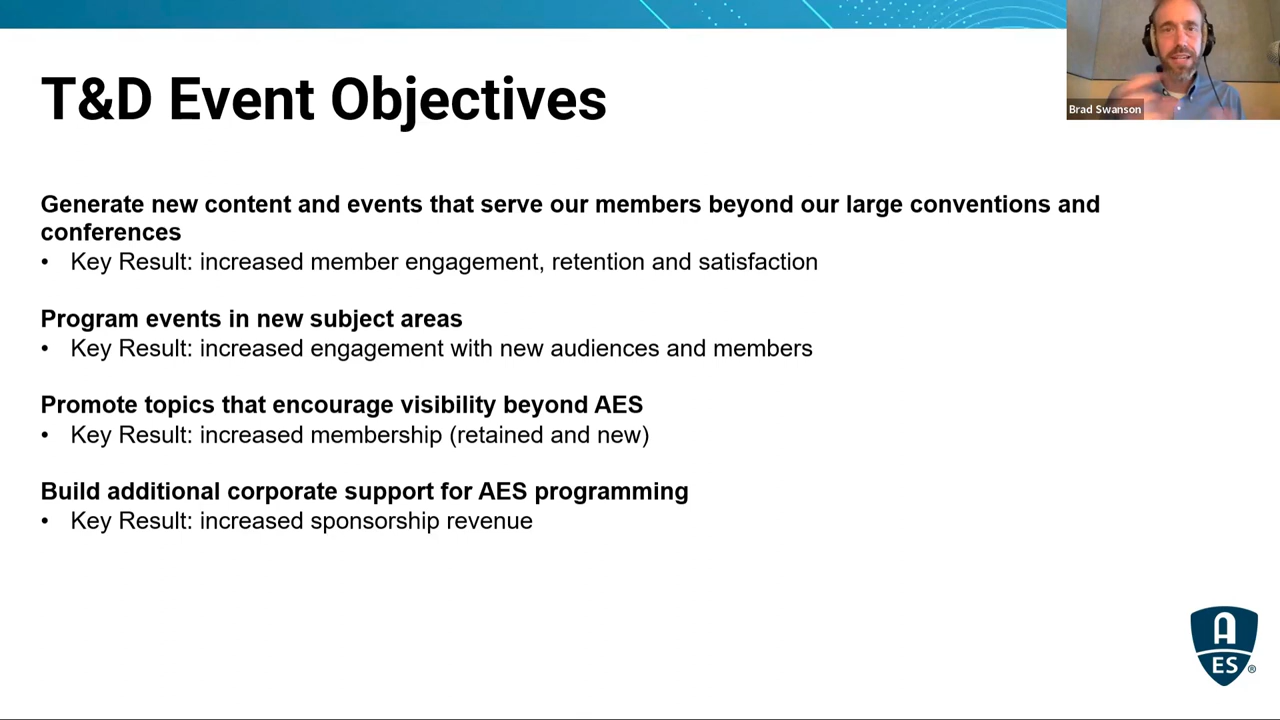 T&D Event Objectives
Brad Swanson
Generate new content and events that serve our members beyond our large conventions and
conferences
• Key Result: increased member engagement, retention and satisfaction
Program events in new subject areas
• Key Result: increased engagement with new audiences and members
Promote topics that encourage visibility beyond AES
• Key Result: increased membership (retained and new)
Build additional corporate support for AES programming
• Key Result: increased sponsorship revenue
A
ES ®